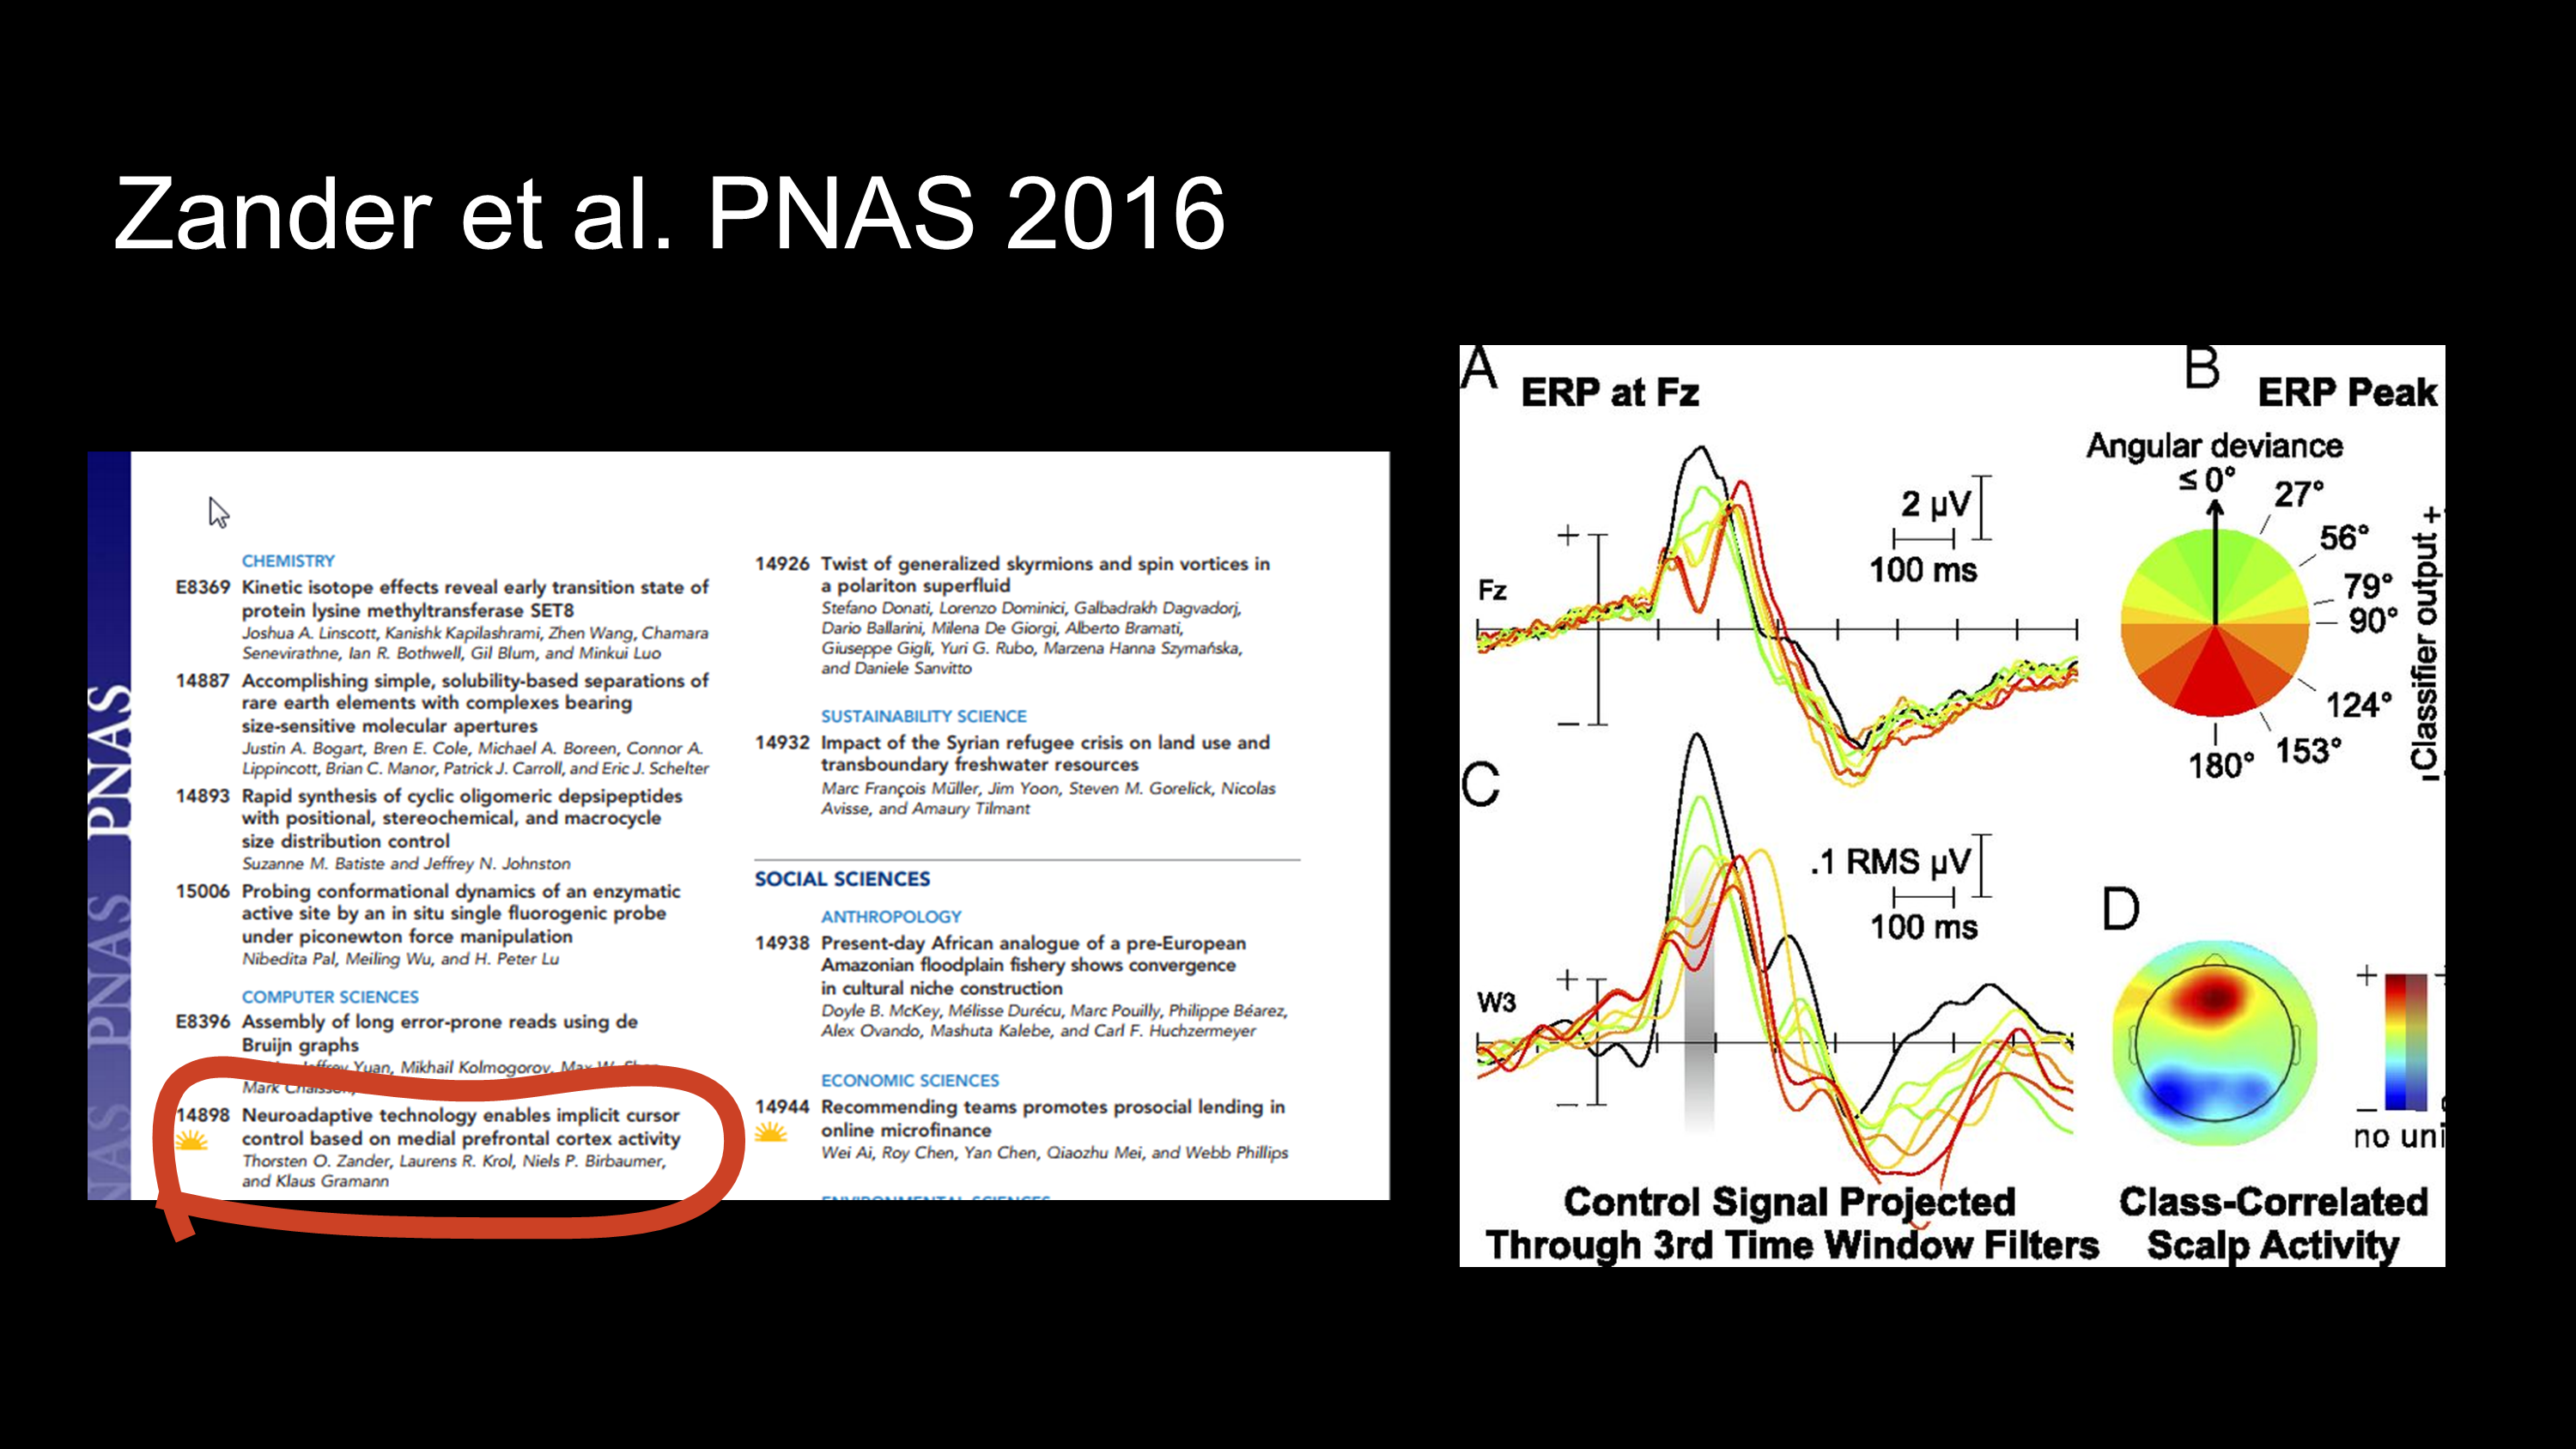 Zander et al. PNAS 2016
PNAS
PNAS
PNAS
CHEMISTRY
E8369 Kinetic isotope effects reveal early transition state of
protein lysine methyltransferase SET8
Joshua A. Linscott, Kanishk Kapilashrami, Zhen Wang, Chamara
Senevirathne, Ian R. Bothwell, Gil Blum, and Minkui Luo
14887 Accomplishing simple, solubility-based separations of
rare earth elements with complexes bearing
size-sensitive molecular apertures
Justin A. Bogart, Bren E. Cole, Michael A. Boreen, Connor A.
Lippincott, Brian C. Manor, Patrick J. Carroll, and Eric J. Schelter
14893 Rapid synthesis of cyclic oligomeric depsipeptides
with positional, stereochemical, and macrocycle
size distribution control
Suzanne M. Batiste and Jeffrey N. Johnston
15006 Probing conformational dynamics of an enzymatic
active site by an in situ single fluorogenic probe
under piconewton force manipulation
Nibedita Pal, Meiling Wu, and H. Peter Lu
COMPUTER SCIENCES
E8396 Assembly of long error-prone reads using de
Bruijn graphs
Jeffrey Yuan, Mikhail Kolmogorov, Max W. Shen,
Mark Chaisson,
14898 Neuroadaptive technology enables implicit cursor
control based on medial prefrontal cortex activity
Thorsten O. Zander, Laurens R. Krol, Niels P. Birbaumer,
and Klaus Gramann
14926 Twist of generalized skyrmions and spin vortices in
a polariton superfluid
Stefano Donati, Lorenzo Dominici, Galbadrakh Dagvadorj,
Dario Ballarini, Milena De Giorgi, Alberto Bramati,
Giuseppe Gigli, Yuri G. Rubo, Marzena Hanna Szymańska,
and Daniele Sanvitto
SUSTAINABILITY SCIENCE
14932 Impact of the Syrian refugee crisis on land use and
transboundary freshwater resources
Marc François Müller, Jim Yoon, Steven M. Gorelick, Nicolas
Avisse, and Amaury Tilmant
SOCIAL SCIENCES
ANTHROPOLOGY
14938 Present-day African analogue of a pre-European
Amazonian floodplain fishery shows convergence
in cultural niche construction
Doyle B. McKey, Mélisse Durécu, Marc Pouilly, Philippe Béarez,
Alex Ovando, Mashuta Kalebe, and Carl F. Huchzermeyer
ECONOMIC SCIENCES
14944 Recommending teams promotes prosocial lending in
online microfinance
Wei Ai, Roy Chen, Yan Chen, Qiaozhu Mei, and Webb Phillips
ENVIRONMENTAL SCIENCES
A
ERP at Fz
2 µV
100 ms
+
Fz
−
B
ERP Peak
Angular deviance
≤ 0°
27°
56°
79°
90°
124°
153°
180°
- Classifier output +
C
.1 RMS µV
100 ms
+
W3
−
Control Signal Projected
Through 3rd Time Window Filters
D
+
−
no uni
Class-Correlated
Scalp Activity